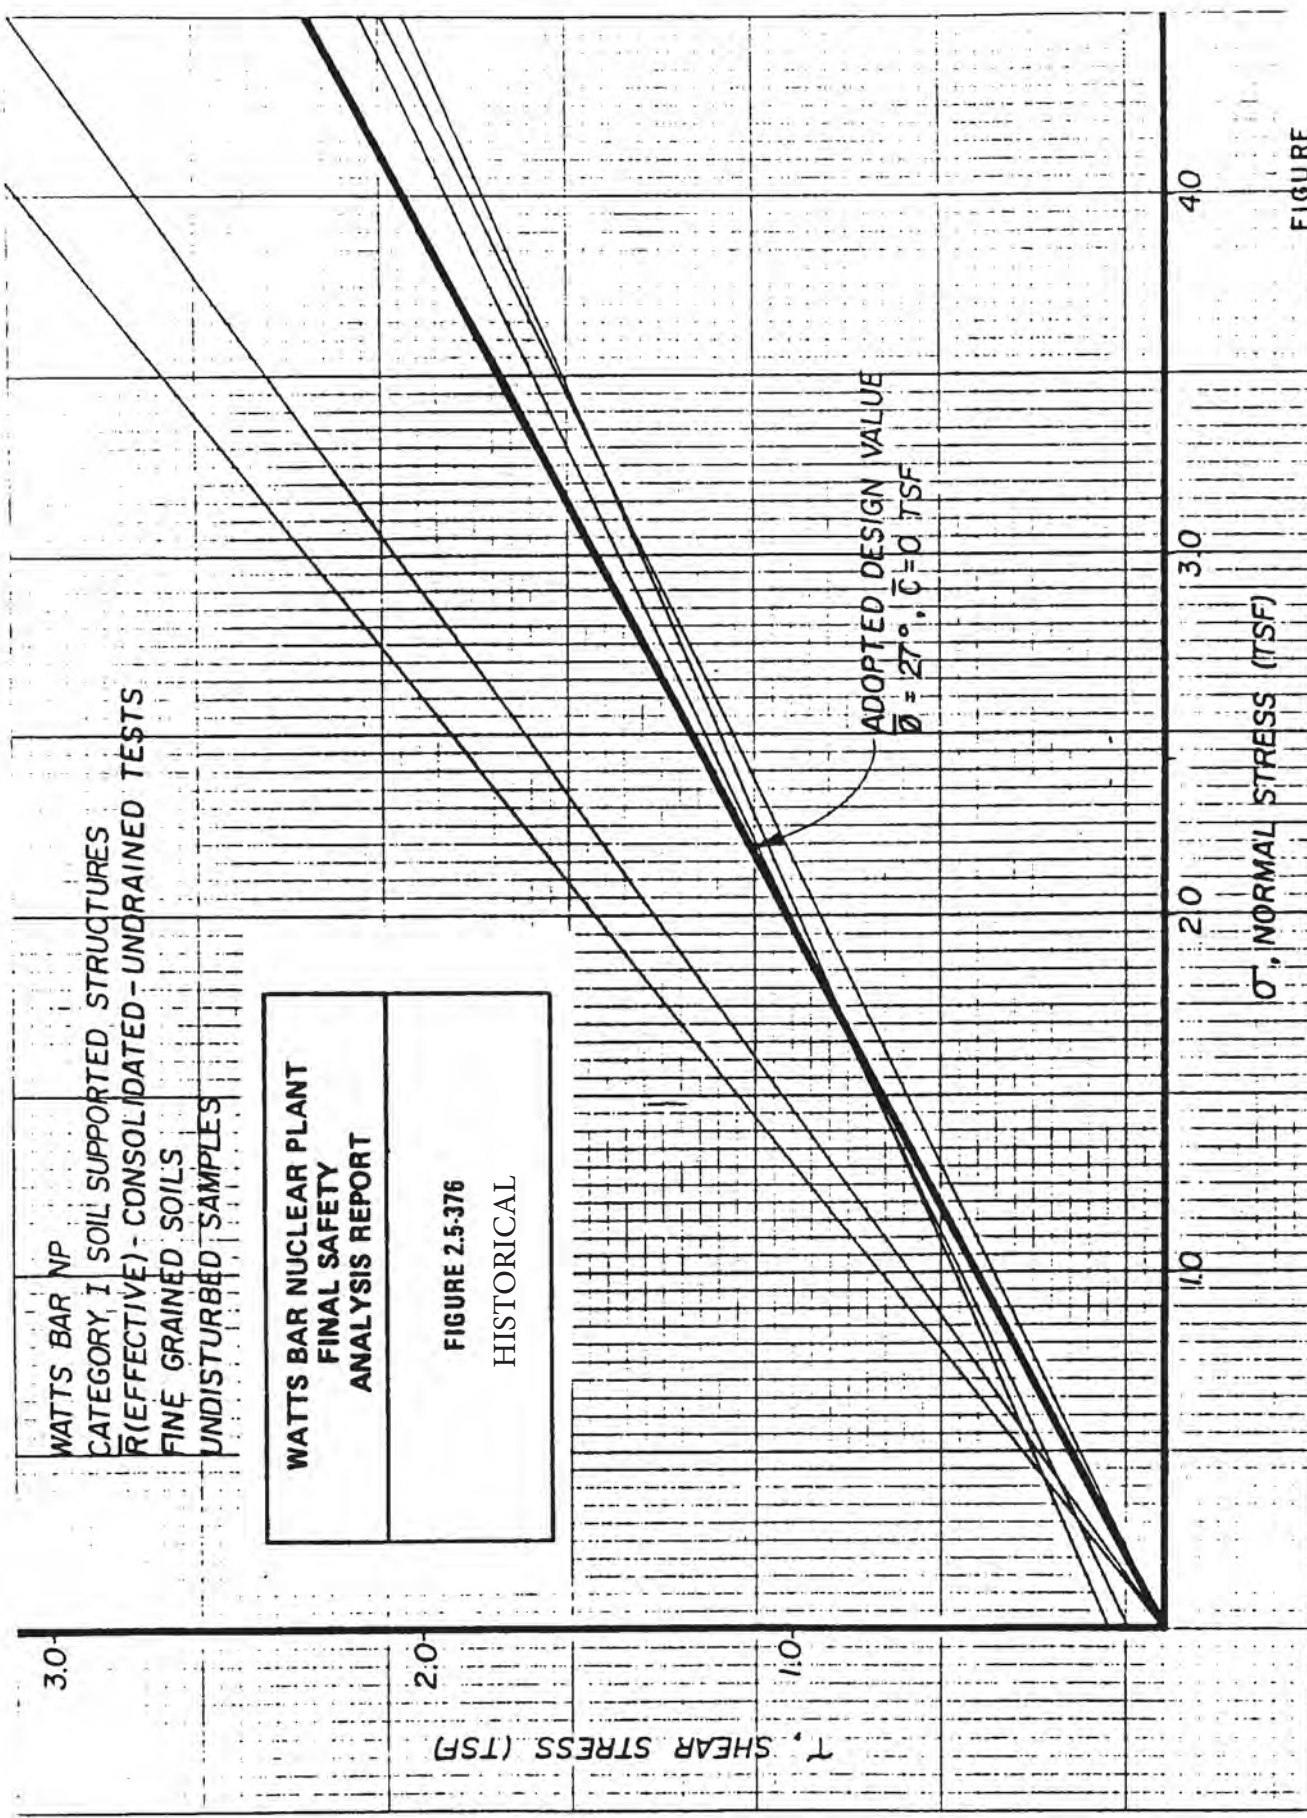 WATTS BAR NP
CATEGORY I SOIL SUPPORTED STRUCTURES
R̅(EFFECTIVE) - CONSOLIDATED - UNDRAINED TESTS
FINE GRAINED SOILS
UNDISTURBED SAMPLES
WATTS BAR NUCLEAR PLANT
FINAL SAFETY
ANALYSIS REPORT
FIGURE 2.5-376
HISTORICAL
3.0
2.0
1.0
τ, SHEAR STRESS (TSF)
ADOPTED DESIGN VALUE
Ø̅ = 27°, C̅ = 0 TSF
1.0
2.0
3.0
4.0
σ, NORMAL STRESS (TSF)
FIGURE